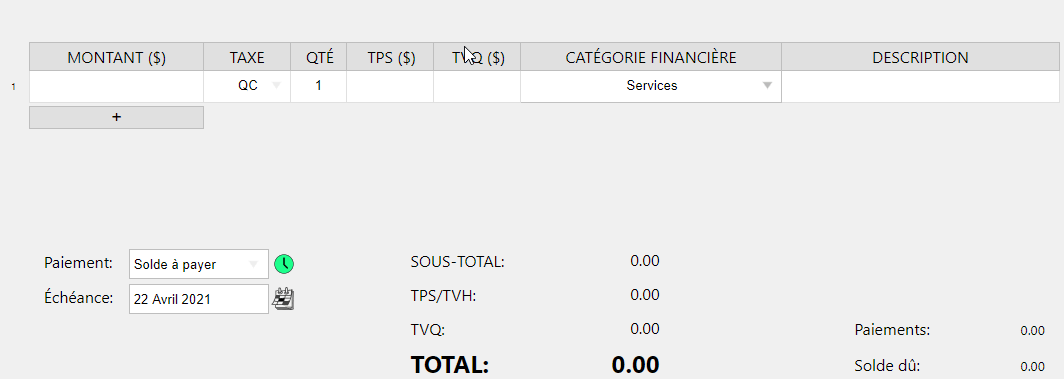 MONTANT ($) TAXE QTÉ TPS ($) TVQ ($) CATÉGORIE FINANCIÈRE DESCRIPTION
1 QC 1 Services
+
Paiement: Solde à payer SOUS-TOTAL: 0.00
Échéance: 22 Avril 2021 TPS/TVH: 0.00
TVQ: 0.00 Paiements: 0.00
TOTAL: 0.00 Solde dû: 0.00